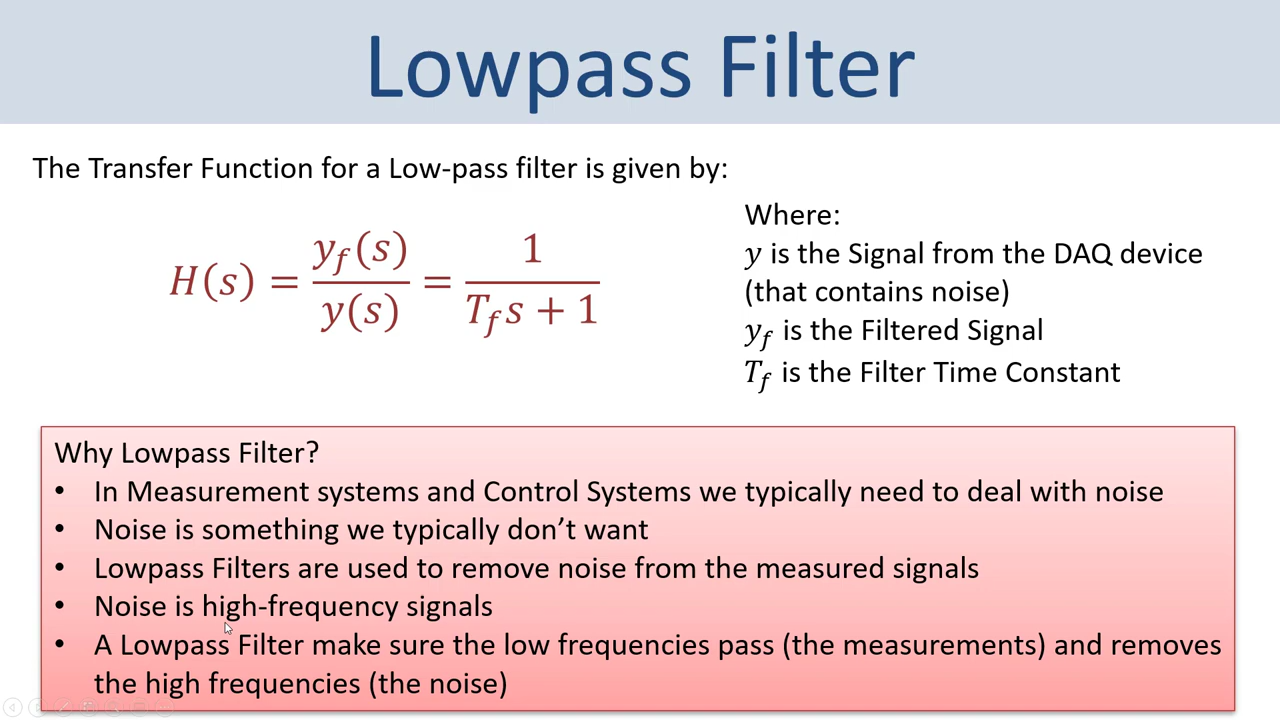 Lowpass Filter
The Transfer Function for a Low-pass filter is given by:
H(s) = y_f(s) / y(s) = 1 / (T_f s + 1)
Where:
y is the Signal from the DAQ device
(that contains noise)
y_f is the Filtered Signal
T_f is the Filter Time Constant
Why Lowpass Filter?
• In Measurement systems and Control Systems we typically need to deal with noise
• Noise is something we typically don’t want
• Lowpass Filters are used to remove noise from the measured signals
• Noise is high-frequency signals
• A Lowpass Filter make sure the low frequencies pass (the measurements) and removes
the high frequencies (the noise)